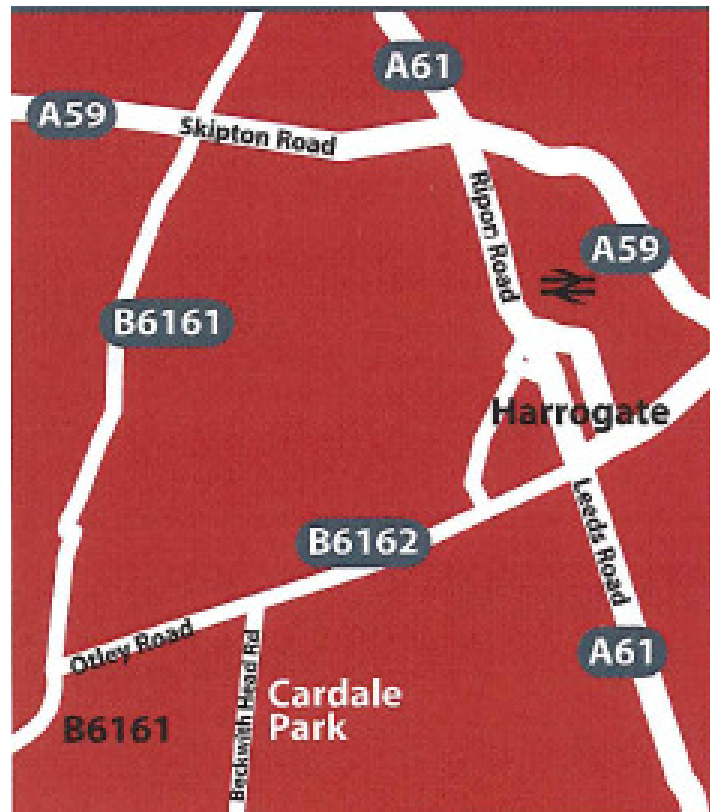 A61
A59
Skipton Road
Ripon Road
A59
B6161
Harrogate
B6162
Leeds Road
Otley Road
A61
Beckwith Head Rd
Cardale
Park
B6161